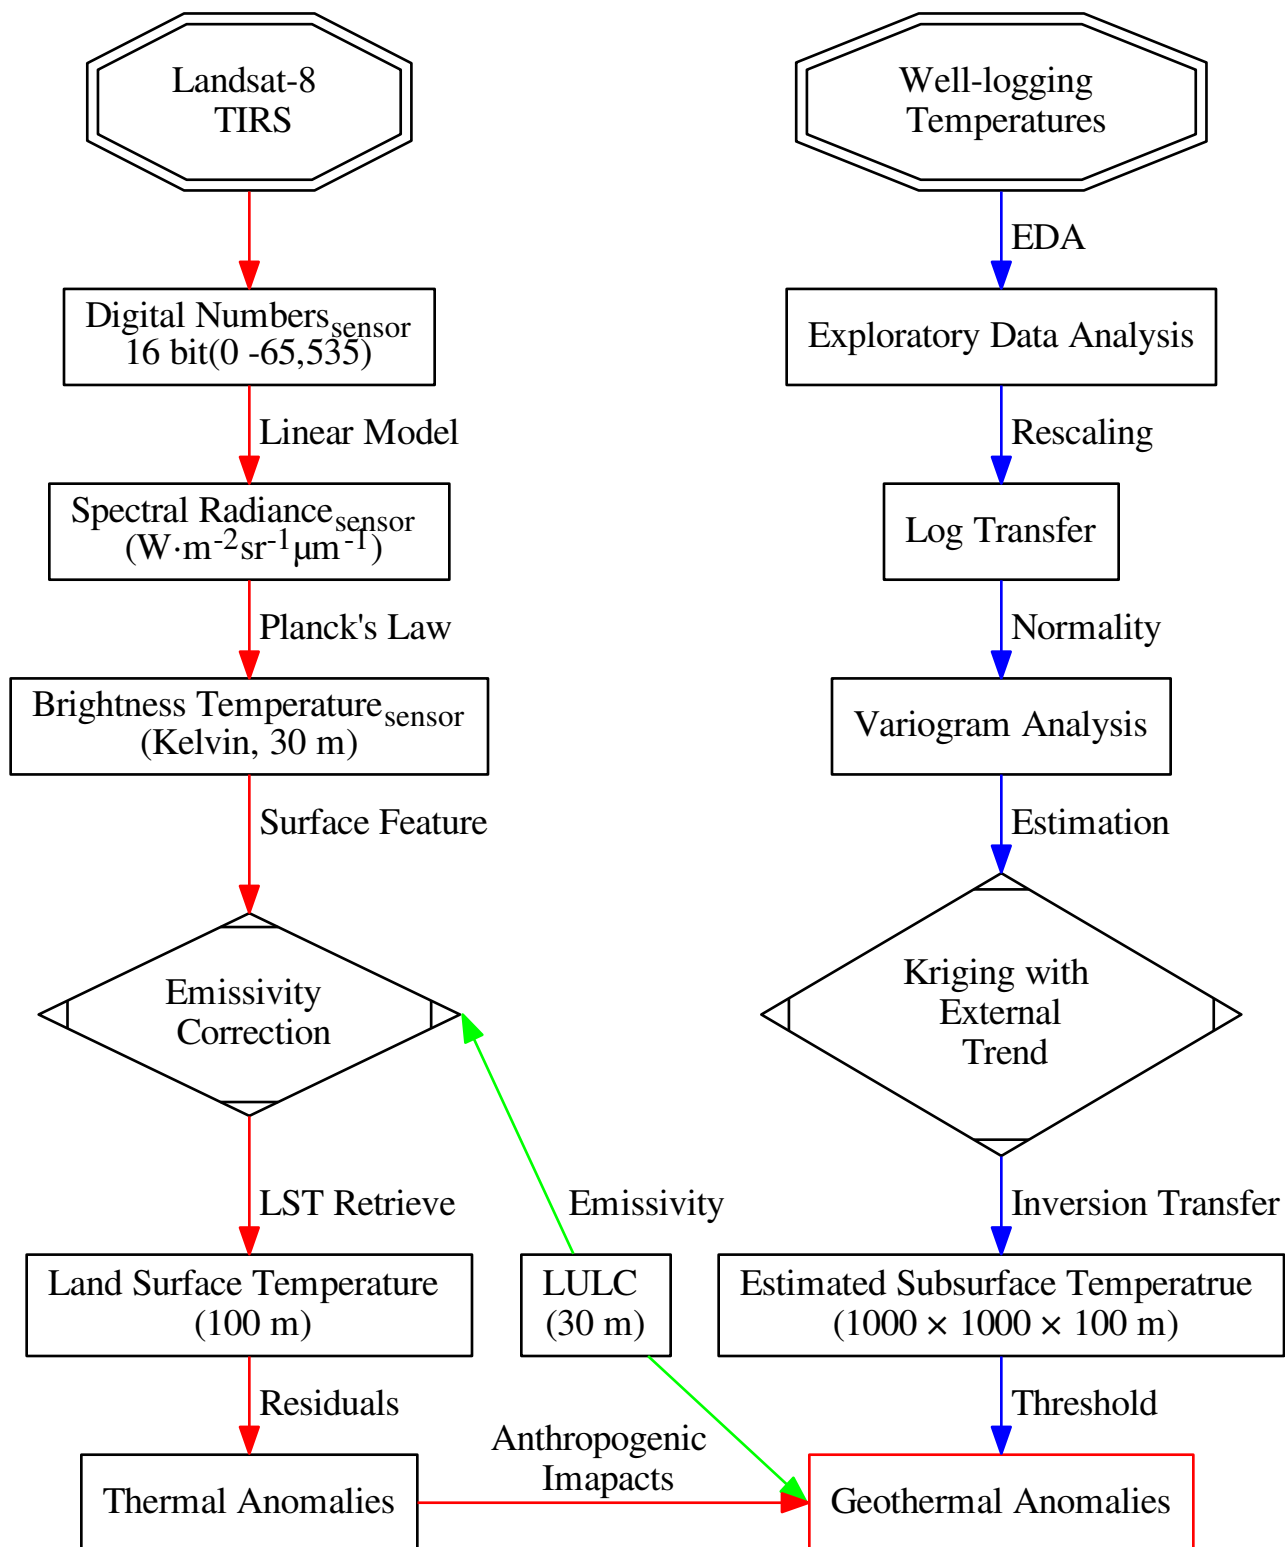 Landsat-8
TIRS
Digital Numbers_sensor
16 bit(0 -65,535)
Linear Model
Spectral Radiance_sensor
(W·m⁻²sr⁻¹μm⁻¹)
Planck's Law
Brightness Temperature_sensor
(Kelvin, 30 m)
Surface Feature
Emissivity
Correction
LST Retrieve
Land Surface Temperature
(100 m)
Residuals
Thermal Anomalies
Emissivity
LULC
(30 m)
Anthropogenic
Imapacts
Well-logging
Temperatures
EDA
Exploratory Data Analysis
Rescaling
Log Transfer
Normality
Variogram Analysis
Estimation
Kriging with
External
Trend
Inversion Transfer
Estimated Subsurface Temperatrue
(1000 × 1000 × 100 m)
Threshold
Geothermal Anomalies